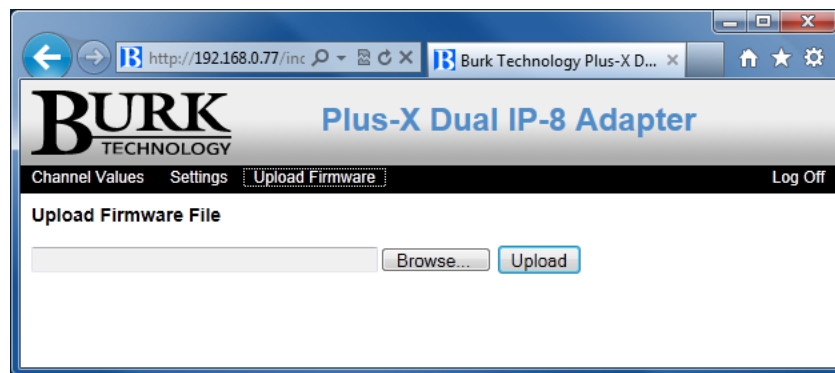 http://192.168.0.77/inc
Burk Technology Plus-X D...
BURK
TECHNOLOGY
Plus-X Dual IP-8 Adapter
Channel Values Settings Upload Firmware Log Off
Upload Firmware File
Browse... Upload